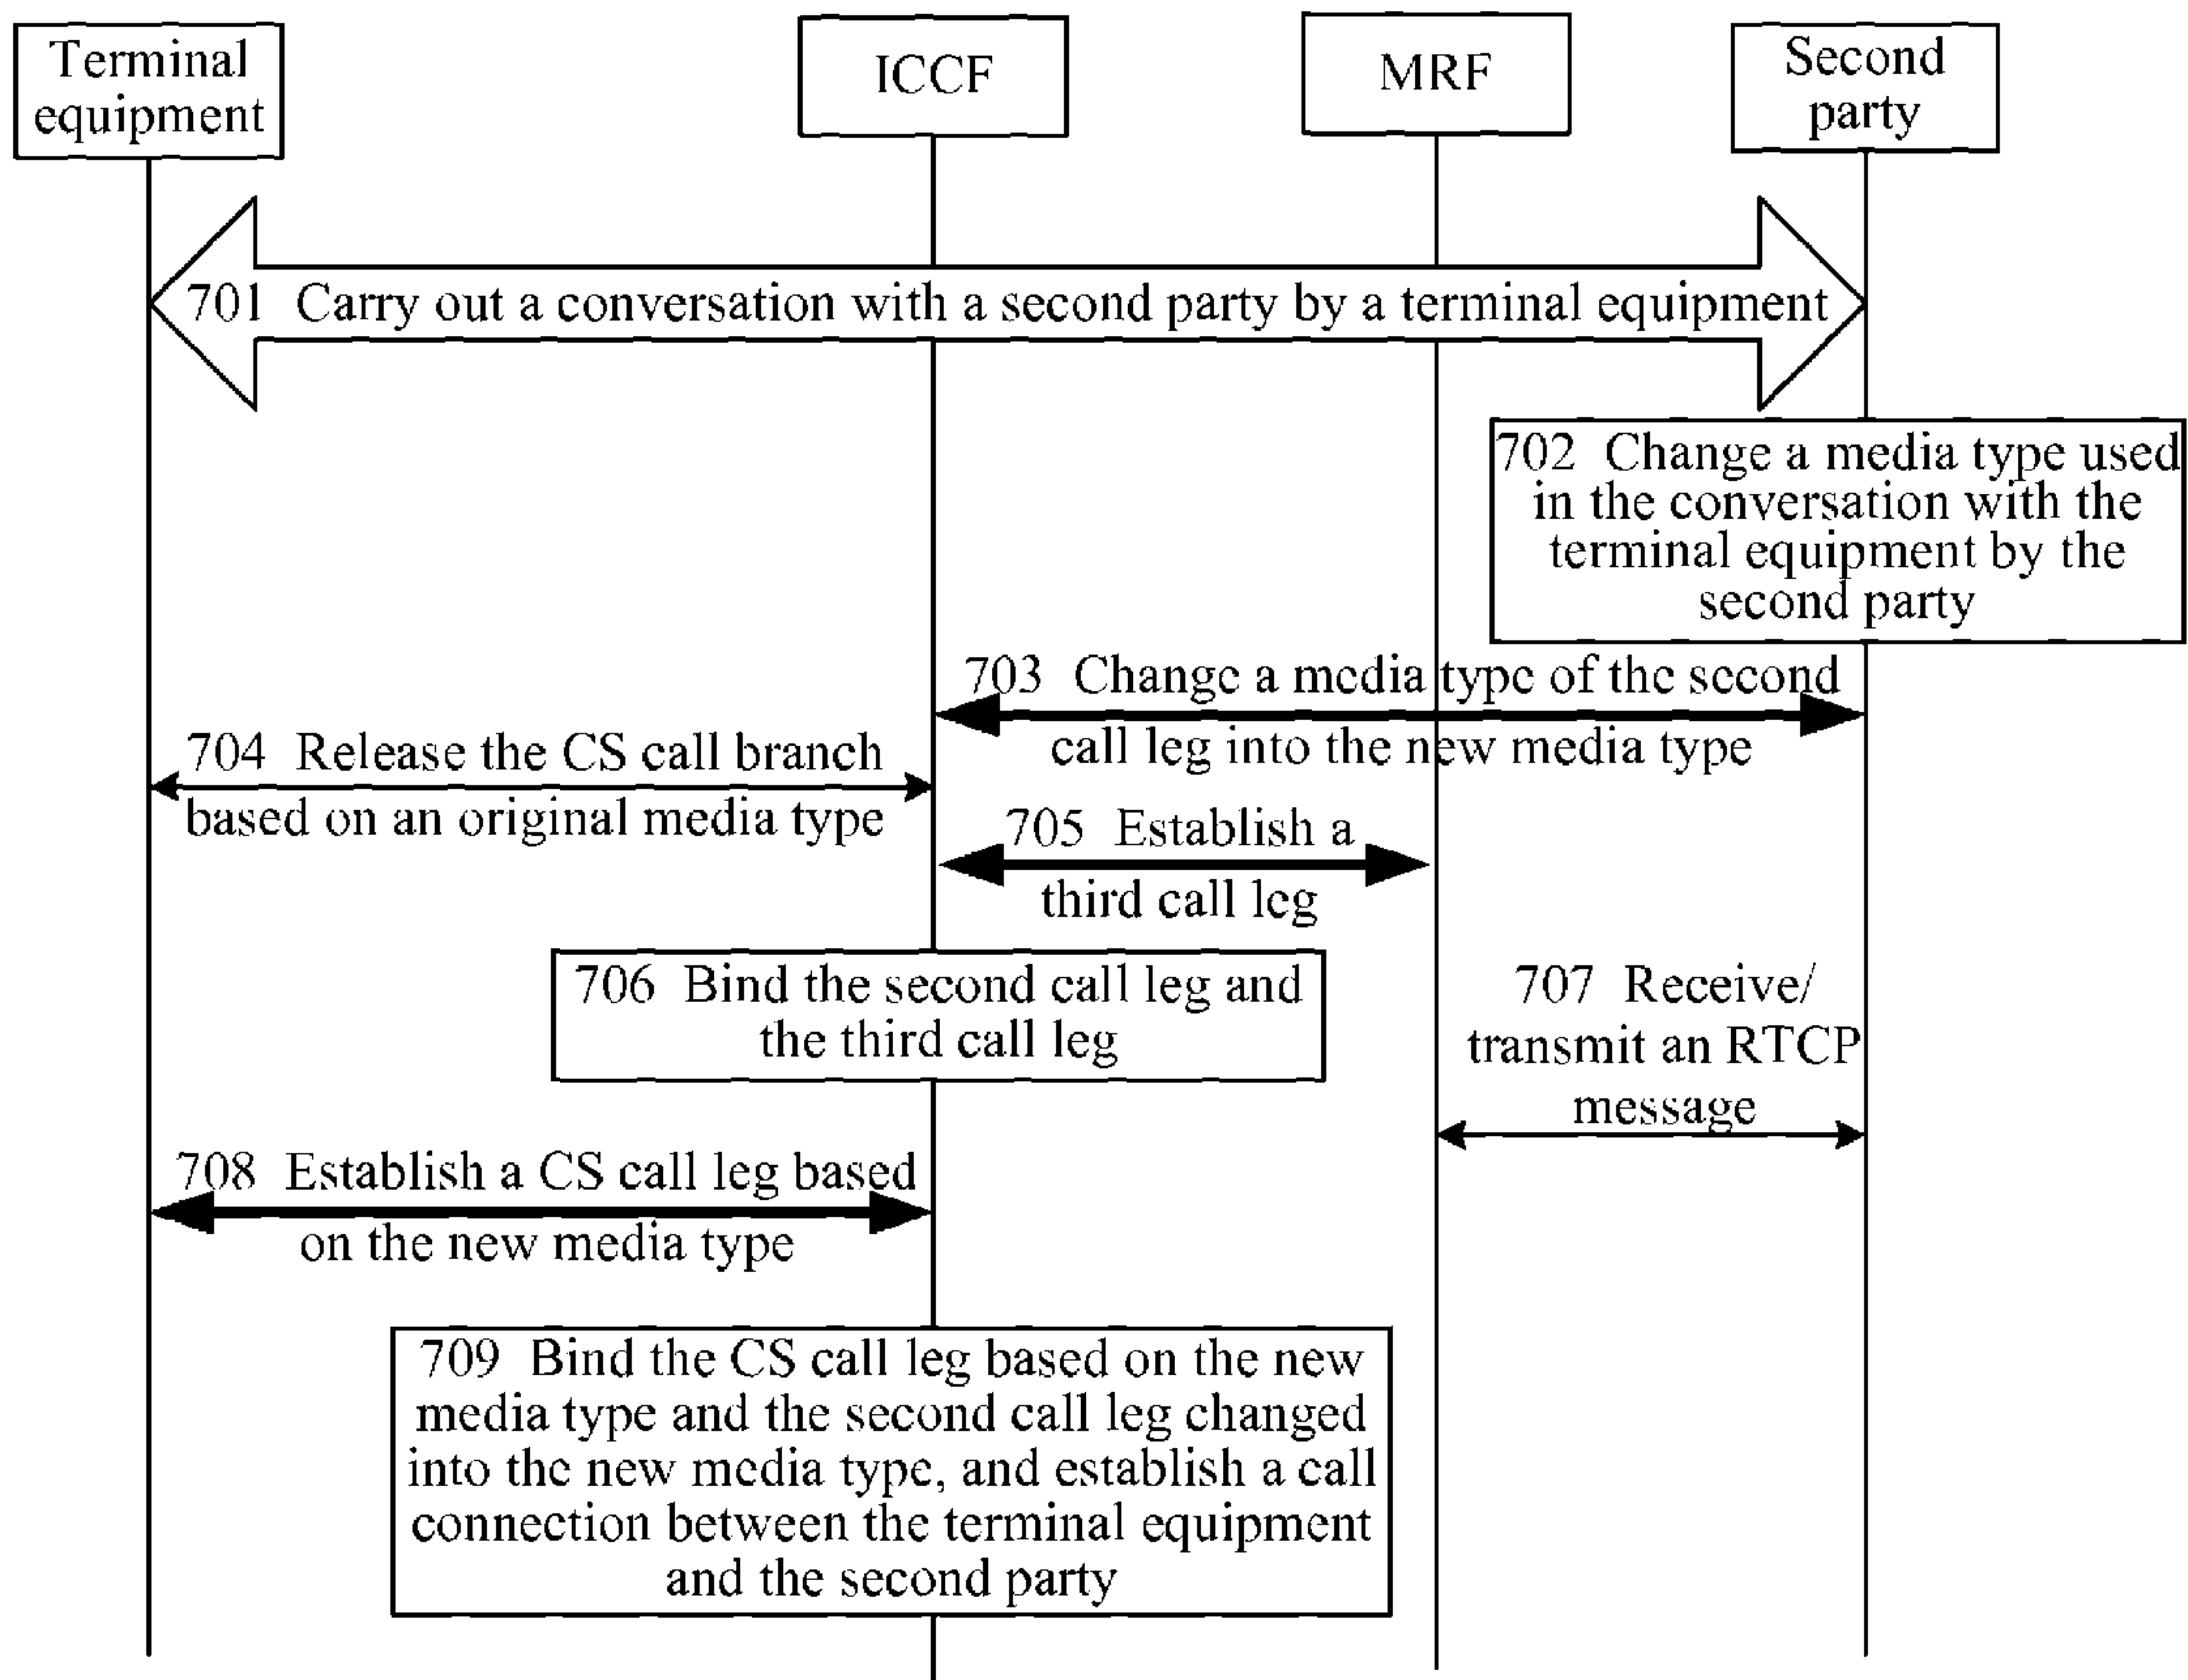 Terminal
equipment
ICCF
MRF
Second
party
701 Carry out a conversation with a second party by a terminal equipment
702 Change a media type used
in the conversation with the
terminal equipment by the
second party
703 Change a media type of the second
call leg into the new media type
704 Release the CS call branch
based on an original media type
705 Establish a
third call leg
706 Bind the second call leg and
the third call leg
707 Receive/
transmit an RTCP
message
708 Establish a CS call leg based
on the new media type
709 Bind the CS call leg based on the new
media type and the second call leg changed
into the new media type, and establish a call
connection between the terminal equipment
and the second party